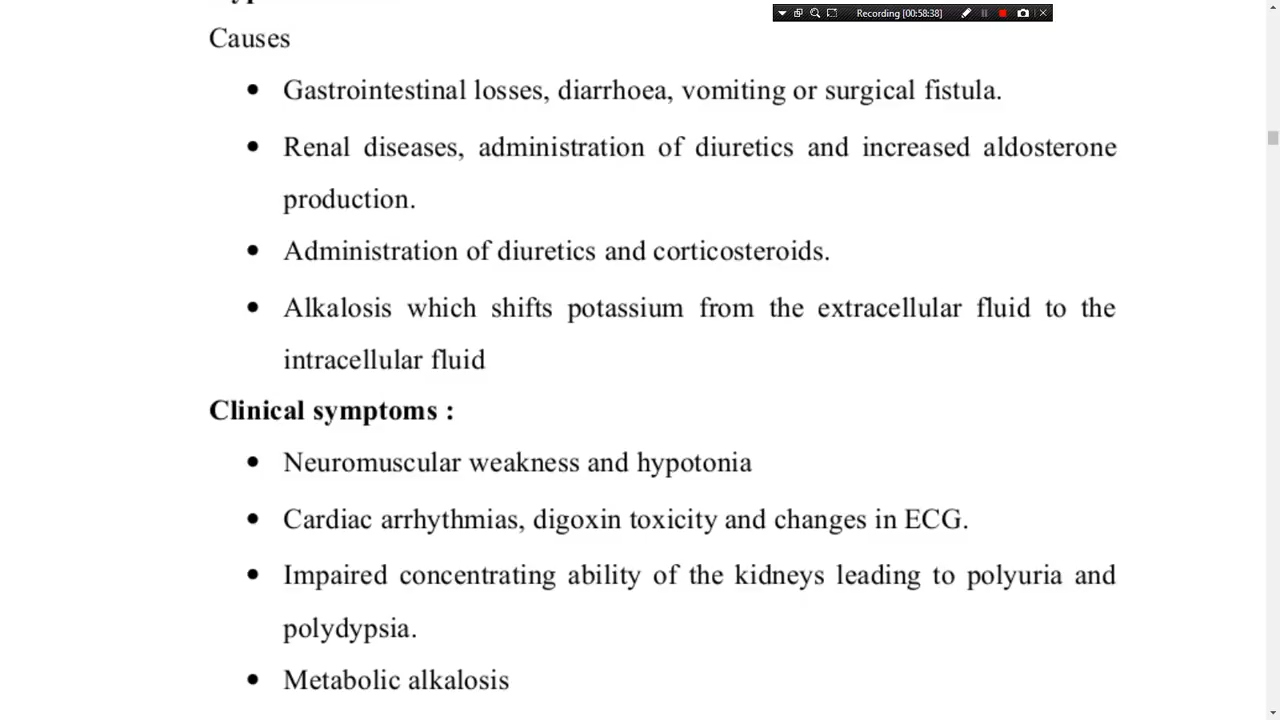 Recording [00:58:38]
Causes
• Gastrointestinal losses, diarrhoea, vomiting or surgical fistula.
• Renal diseases, administration of diuretics and increased aldosterone
production.
• Administration of diuretics and corticosteroids.
• Alkalosis which shifts potassium from the extracellular fluid to the
intracellular fluid
Clinical symptoms :
• Neuromuscular weakness and hypotonia
• Cardiac arrhythmias, digoxin toxicity and changes in ECG.
• Impaired concentrating ability of the kidneys leading to polyuria and
polydypsia.
• Metabolic alkalosis